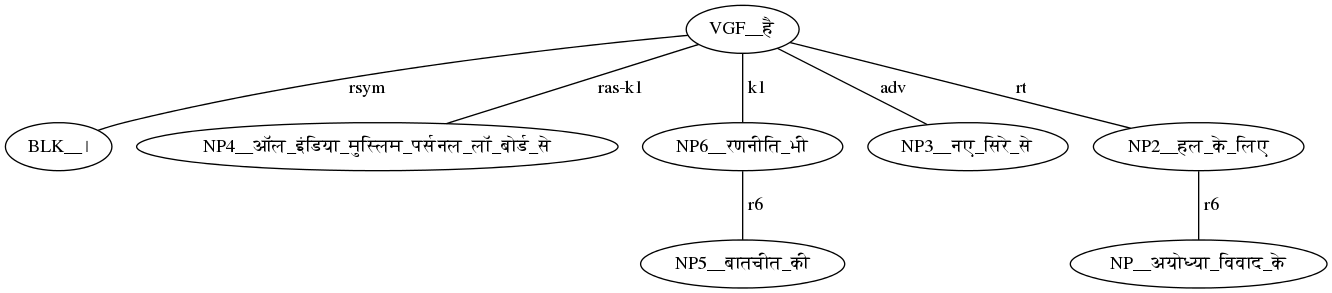 VGF__है
rsym
ras-k1
k1
adv
rt
BLK__।
NP4__ऑल_इंडिया_मुस्लिम_पर्सनल_लॉ_बोर्ड_से
NP6__रणनीति_भी
NP3__नए_सिरे_से
NP2__हल_के_लिए
r6
r6
NP5__बातचीत_की
NP__अयोध्या_विवाद_के